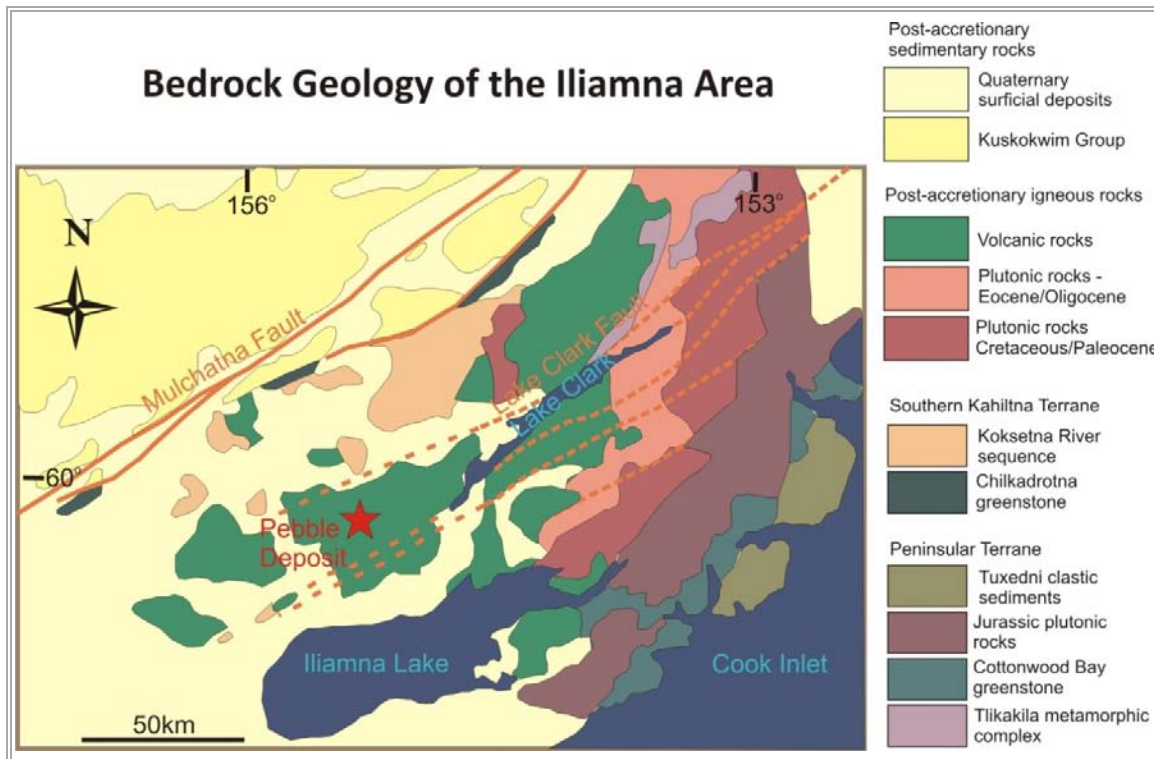 Bedrock Geology of the Iliamna Area
156°
153°
N
Mulchatna Fault
Lake Clark Fault
Lake Clark
60°
Pebble
Deposit
Iliamna Lake
Cook Inlet
50km
Post-accretionary
sedimentary rocks
Quaternary
surficial deposits
Kuskokwim Group
Post-accretionary igneous rocks
Volcanic rocks
Plutonic rocks -
Eocene/Oligocene
Plutonic rocks
Cretaceous/Paleocene
Southern Kahiltna Terrane
Koksetna River
sequence
Chilkadrotna
greenstone
Peninsular Terrane
Tuxedni clastic
sediments
Jurassic plutonic
rocks
Cottonwood Bay
greenstone
Tlikakila metamorphic
complex